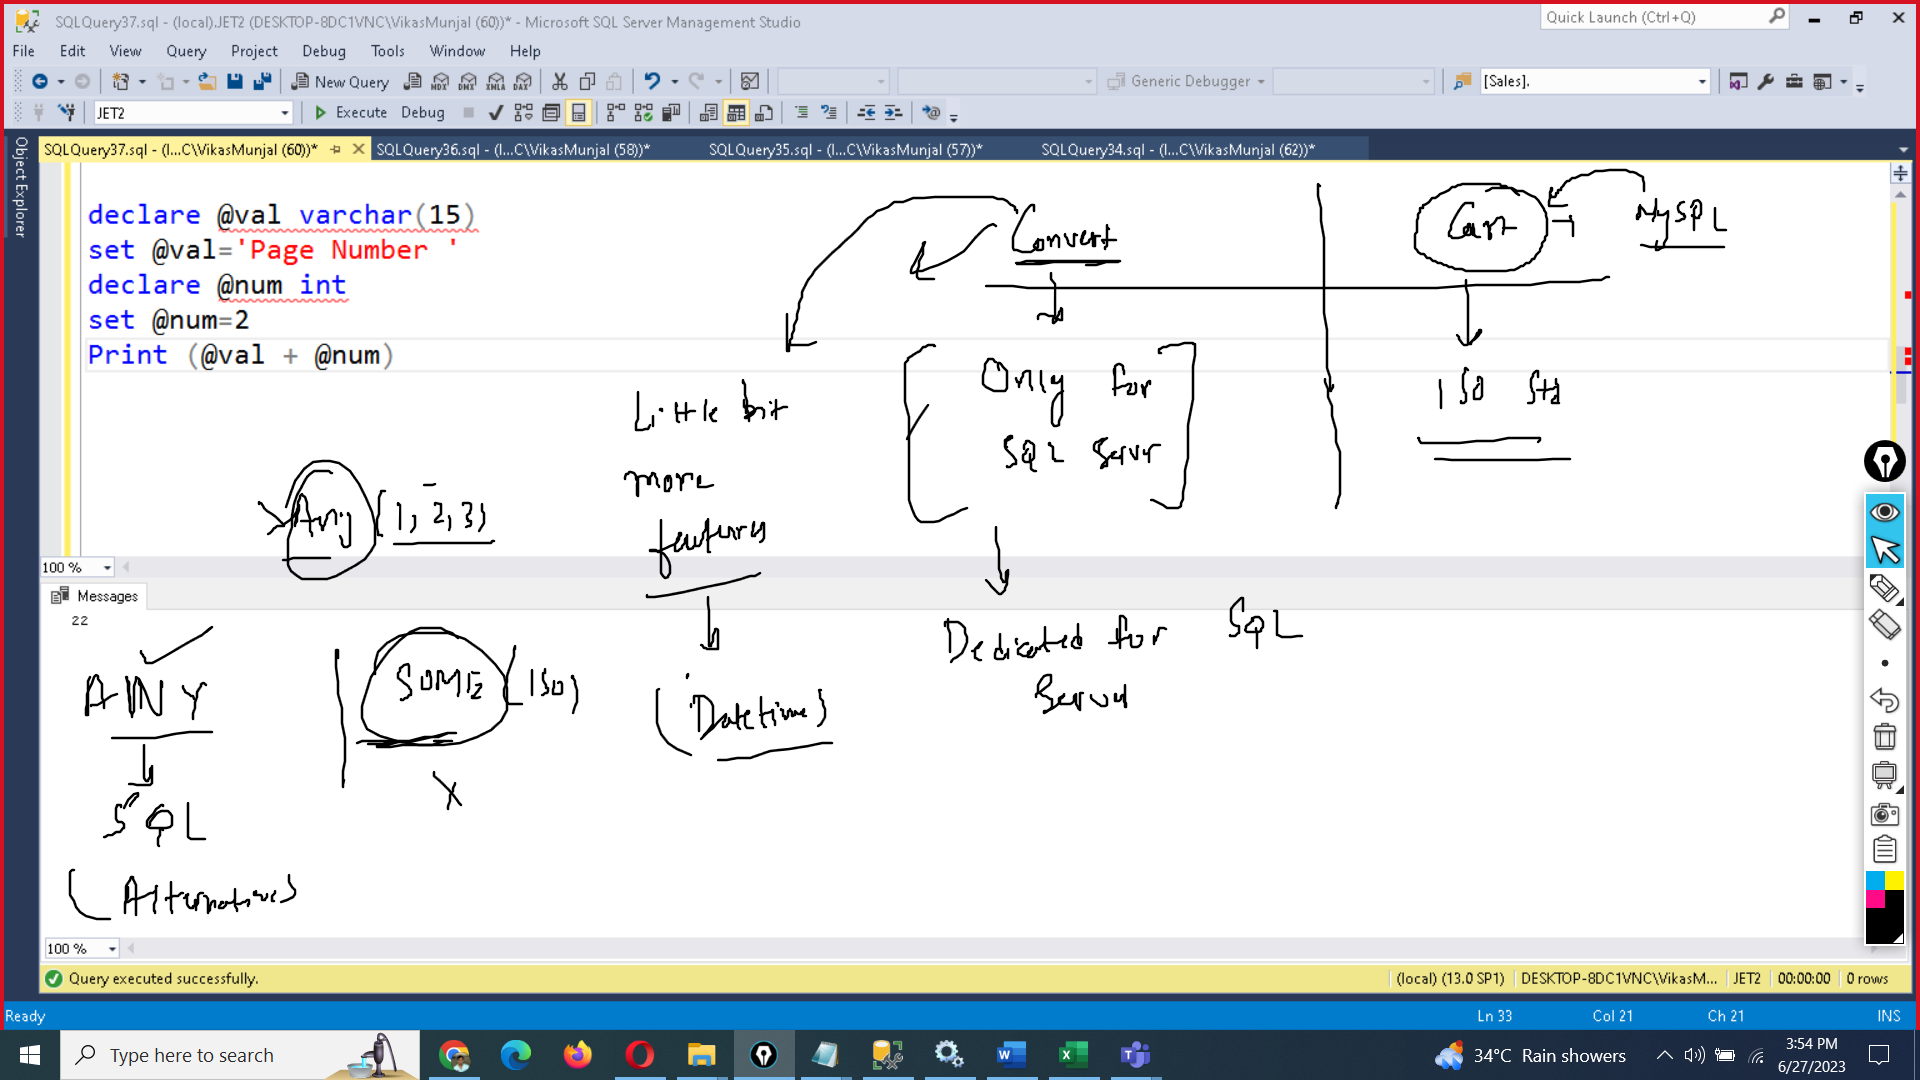 SQLQuery37.sql - (local).JET2 (DESKTOP-8DC1VNC\VikasMunjal (60))* - Microsoft SQL Server Management Studio
Quick Launch (Ctrl+Q)
File Edit View Query Project Debug Tools Window Help
New Query
MDX DMX XMLA DAX
Generic Debugger
[Sales].
JET2
Execute Debug
Object Explorer
SQLQuery37.sql - (l...C\VikasMunjal (60))*
SQLQuery36.sql - (l...C\VikasMunjal (58))*
SQLQuery35.sql - (l...C\VikasMunjal (57))*
SQLQuery34.sql - (l...C\VikasMunjal (62))*
declare @val varchar(15)
set @val='Page Number '
declare @num int
set @num=2
Print (@val + @num)
Convert
Cast
MySQL
Only for
SQL Server
ISO Std
Little bit
more
features
(Datetime)
Any (1, 2, 3)
Dedicated for SQL
Server
100 %
Messages
22
ANY
SQL
(Alternatives
SOME (ISO)
100 %
Query executed successfully.
(local) (13.0 SP1) DESKTOP-8DC1VNC\VikasM... JET2 00:00:00 0 rows
Ready
Ln 33 Col 21 Ch 21 INS
Type here to search
34°C Rain showers
3:54 PM
6/27/2023